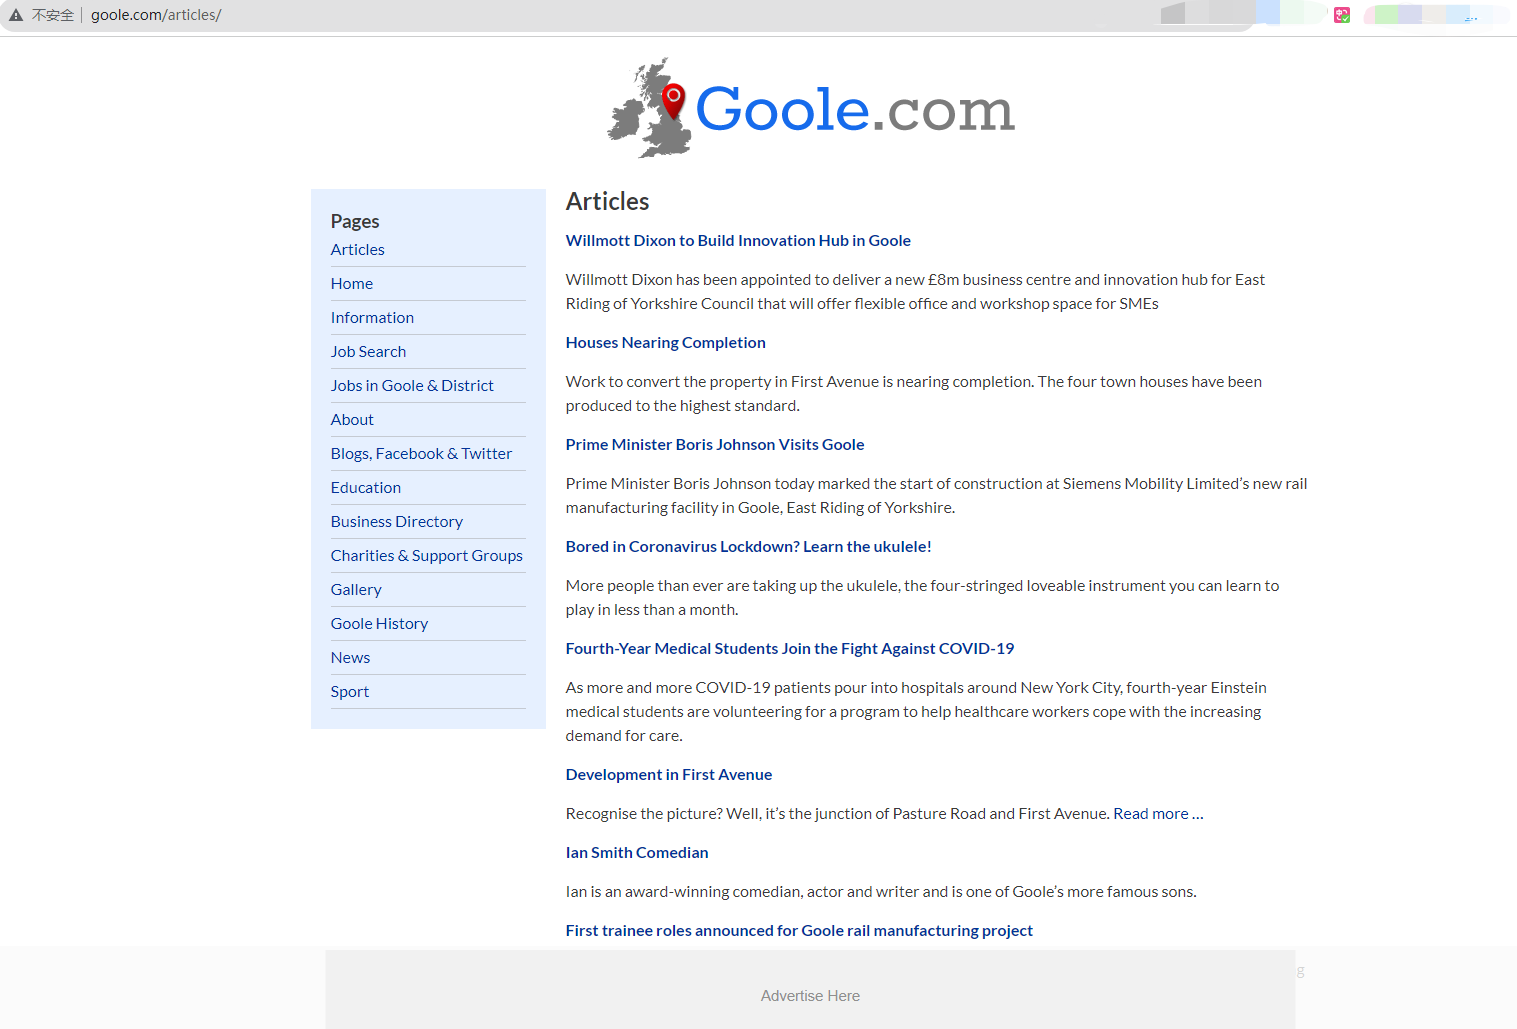 不安全 goole.com/articles/
Goole.com
Pages
Articles
Home
Information
Job Search
Jobs in Goole & District
About
Blogs, Facebook & Twitter
Education
Business Directory
Charities & Support Groups
Gallery
Goole History
News
Sport
Articles
Willmott Dixon to Build Innovation Hub in Goole
Willmott Dixon has been appointed to deliver a new £8m business centre and innovation hub for East
Riding of Yorkshire Council that will offer flexible office and workshop space for SMEs
Houses Nearing Completion
Work to convert the property in First Avenue is nearing completion. The four town houses have been
produced to the highest standard.
Prime Minister Boris Johnson Visits Goole
Prime Minister Boris Johnson today marked the start of construction at Siemens Mobility Limited’s new rail
manufacturing facility in Goole, East Riding of Yorkshire.
Bored in Coronavirus Lockdown? Learn the ukulele!
More people than ever are taking up the ukulele, the four-stringed loveable instrument you can learn to
play in less than a month.
Fourth-Year Medical Students Join the Fight Against COVID-19
As more and more COVID-19 patients pour into hospitals around New York City, fourth-year Einstein
medical students are volunteering for a program to help healthcare workers cope with the increasing
demand for care.
Development in First Avenue
Recognise the picture? Well, it’s the junction of Pasture Road and First Avenue. Read more …
Ian Smith Comedian
Ian is an award-winning comedian, actor and writer and is one of Goole’s more famous sons.
First trainee roles announced for Goole rail manufacturing project
Advertise Here